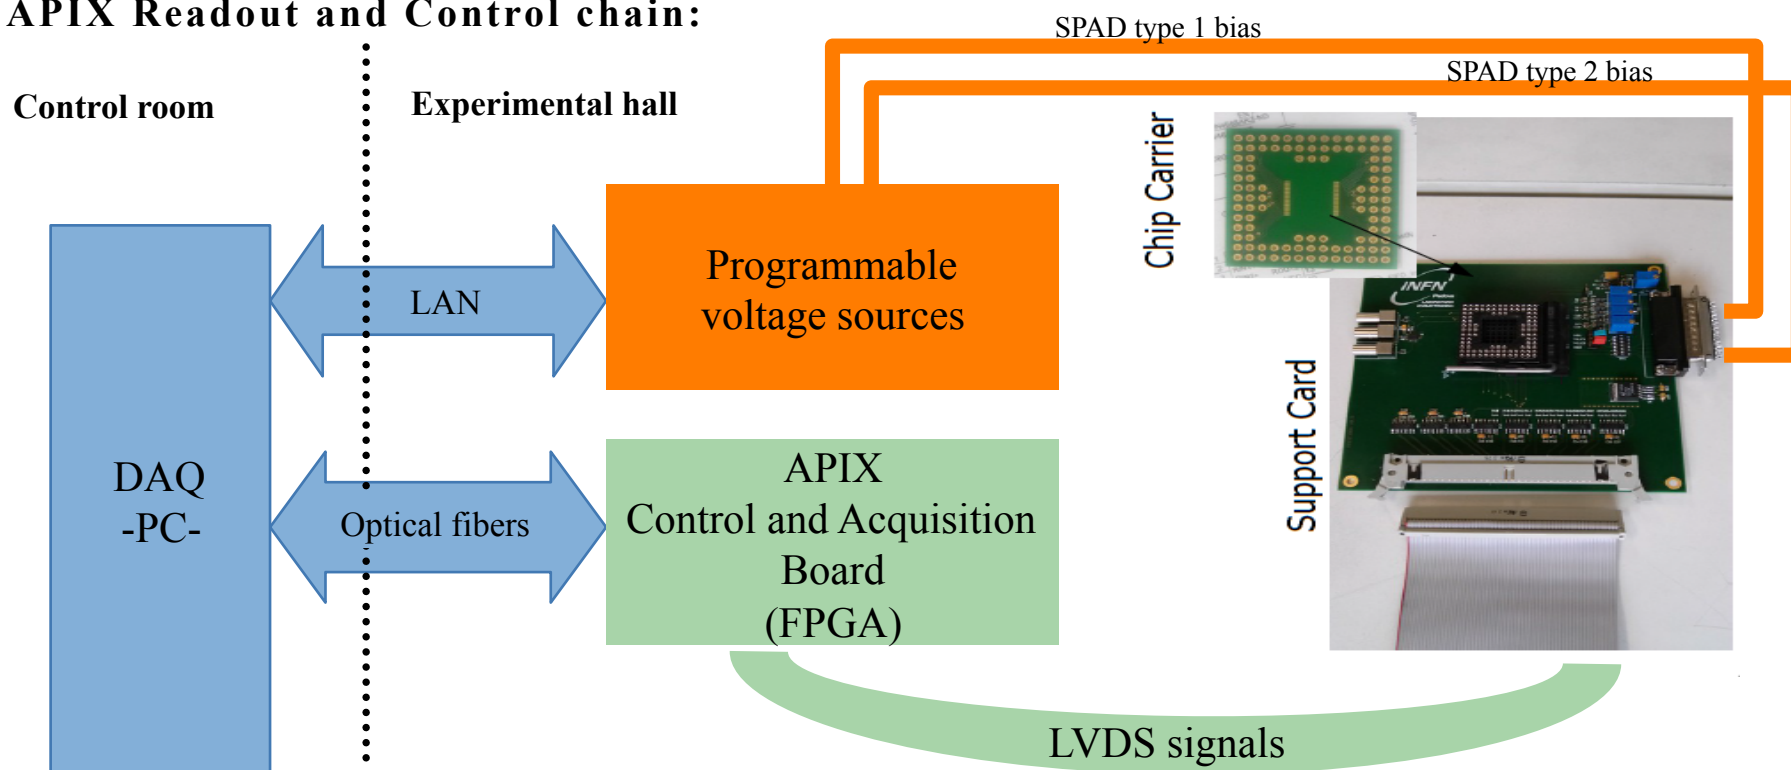 APIX Readout and Control chain:
SPAD type 1 bias
SPAD type 2 bias
Control room
Experimental hall
Chip Carrier
Programmable
voltage sources
LAN
INFN
Support Card
DAQ
-PC-
Optical fibers
APIX
Control and Acquisition
Board
(FPGA)
LVDS signals